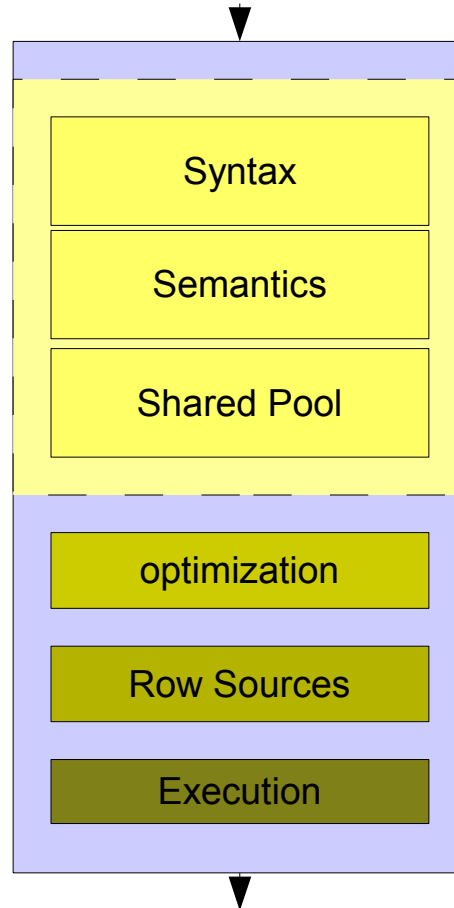 Syntax
Semantics
Shared Pool
optimization
Row Sources
Execution